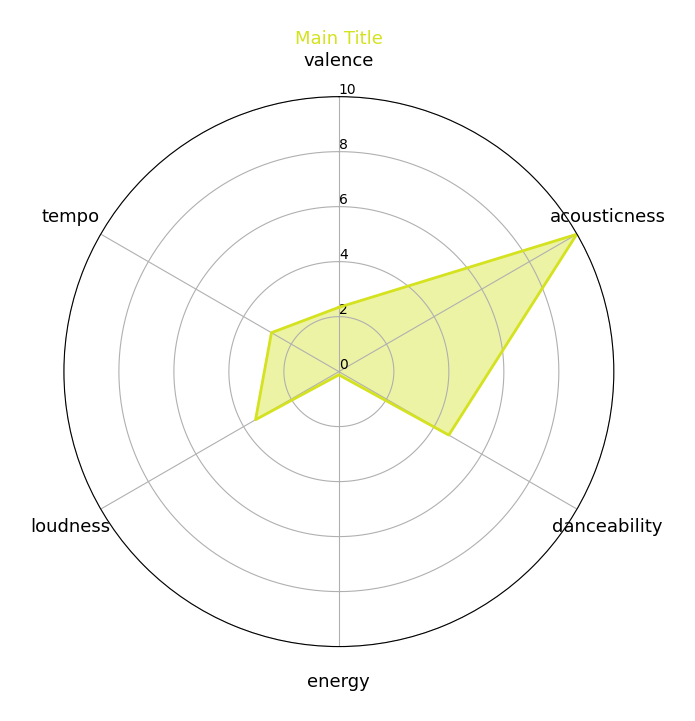 Main Title
valence
10
8
6
tempo
acousticness
4
2
0
loudness
danceability
energy